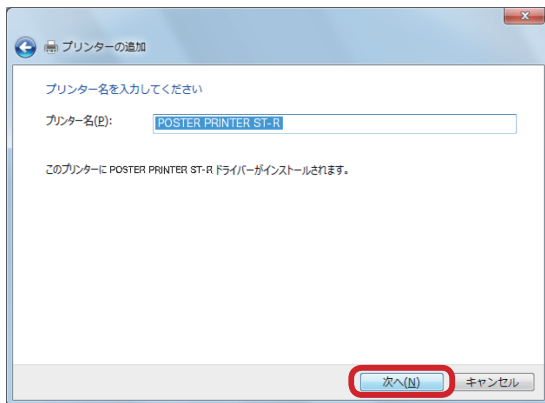 プリンターの追加
プリンター名を入力してください
プリンター名(P): POSTER PRINTER ST-R
このプリンターに POSTER PRINTER ST-R ドライバーがインストールされます。
次へ(N) キャンセル